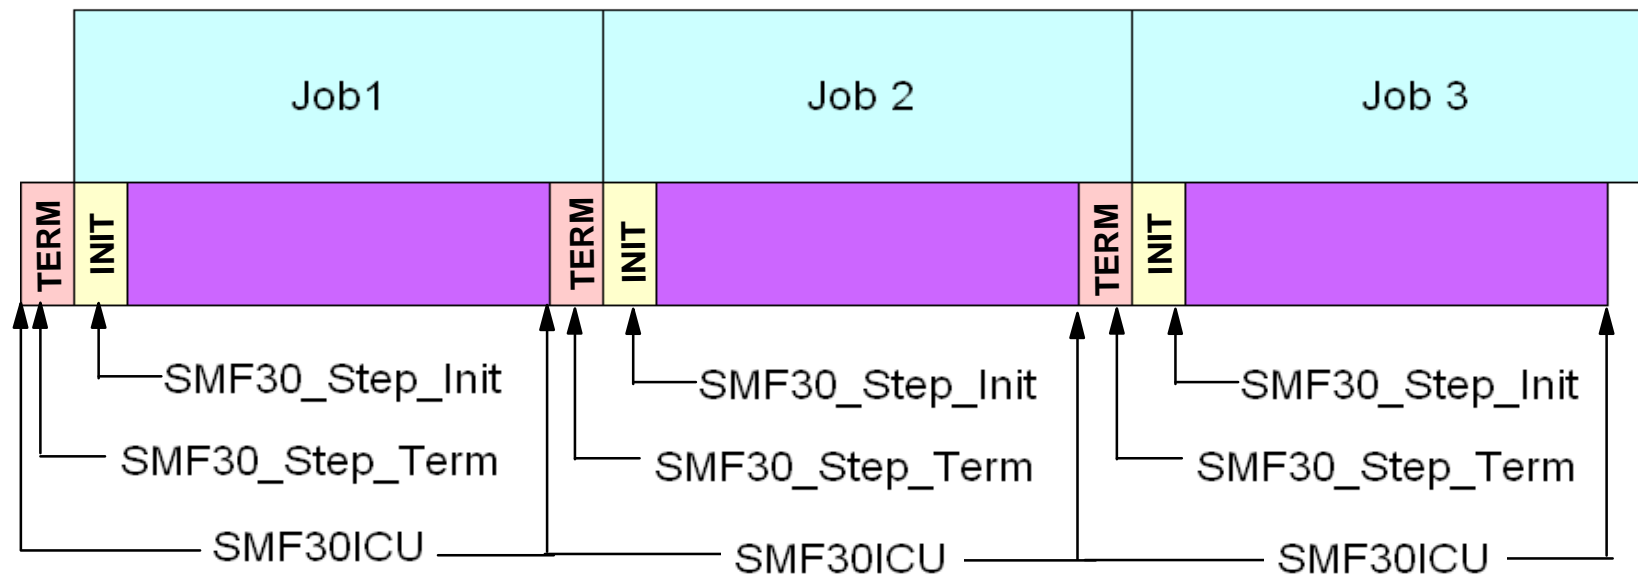 Job1
Job 2
Job 3
TERM
INIT
TERM
INIT
TERM
INIT
SMF30_Step_Init
SMF30_Step_Init
SMF30_Step_Init
SMF30_Step_Term
SMF30_Step_Term
SMF30_Step_Term
SMF30ICU
SMF30ICU
SMF30ICU